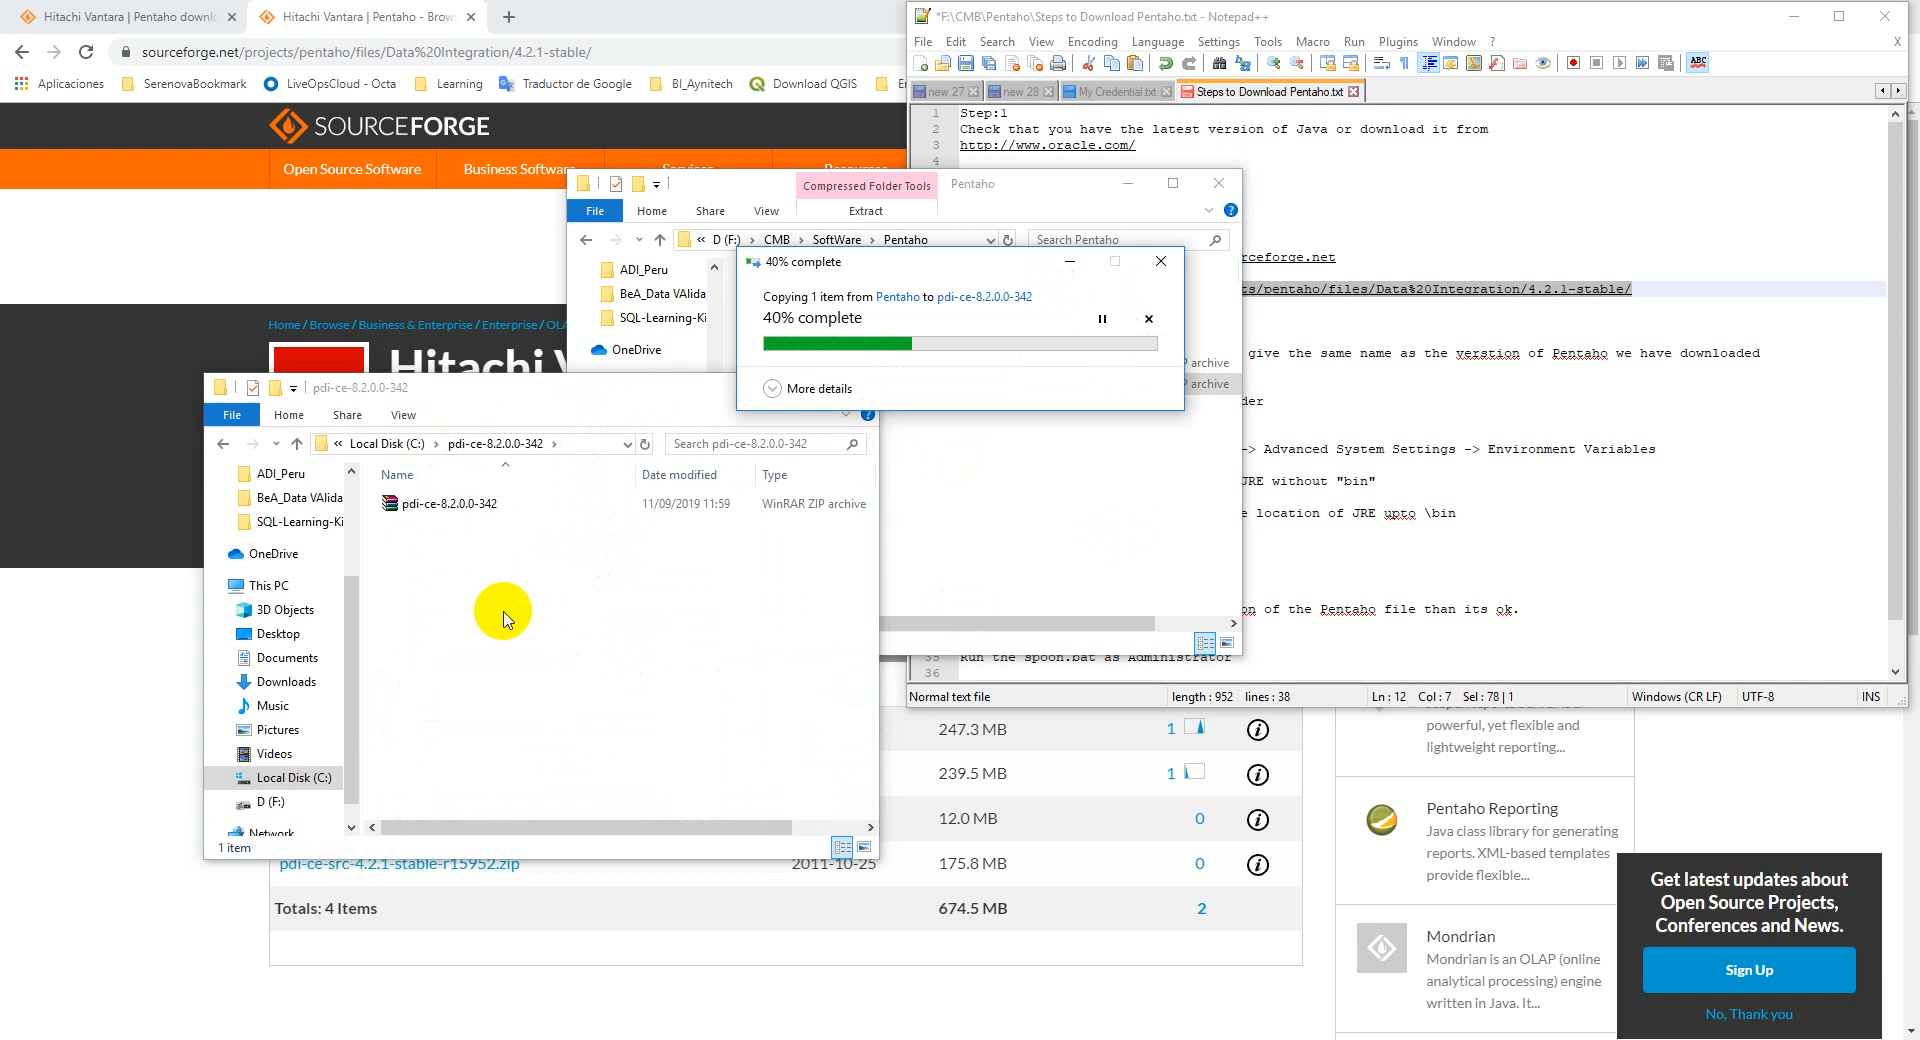 Hitachi Vantara | Pentaho downl
Hitachi Vantara | Pentaho - Brow
sourceforge.net/projects/pentaho/files/Data%20Integration/4.2.1-stable/
Aplicaciones
SerenovaBookmark
LiveOpsCloud - Octa
Learning
Traductor de Google
BI_Aynitech
Download QGIS
SOURCEFORGE
Open Source Software
Business Software
Services
Resources
Home / Browse / Business & Enterprise / Enterprise / OLA
Hitachi V
*F:\CMB\Pentaho\Steps to Download Pentaho.txt - Notepad++
File Edit Search View Encoding Language Settings Tools Macro Run Plugins Window ?
X
new 27
new 28
My Credential.txt
Steps to Download Pentaho.txt
1 Step:1
2 Check that you have the latest version of Java or download it from
3 http://www.oracle.com/
4
rceforge.net
ts/pentaho/files/Data%20Integration/4.2.1-stable/
give the same name as the verstion of Pentaho we have downloaded
der
-> Advanced System Settings -> Environment Variables
JRE without "bin"
e location of JRE upto \bin
on of the Pentaho file than its ok.
35 Run the spoon.bat as Administrator
36
Normal text file
length : 952 lines : 38
Ln : 12 Col : 7 Sel : 78 | 1
Windows (CR LF)
UTF-8
INS
Compressed Folder Tools
Pentaho
File
Home
Share
View
Extract
« D (F:) › CMB › SoftWare › Pentaho
Search Pentaho
ADI_Peru
BeA_Data VAlida
SQL-Learning-Ki
OneDrive
archive
archive
40% complete
Copying 1 item from Pentaho to pdi-ce-8.2.0.0-342
40% complete
More details
pdi-ce-8.2.0.0-342
File
Home
Share
View
« Local Disk (C:) › pdi-ce-8.2.0.0-342 ›
Search pdi-ce-8.2.0.0-342
Name
Date modified
Type
pdi-ce-8.2.0.0-342
11/09/2019 11:59
WinRAR ZIP archive
ADI_Peru
BeA_Data VAlida
SQL-Learning-Ki
OneDrive
This PC
3D Objects
Desktop
Documents
Downloads
Music
Pictures
Videos
Local Disk (C:)
D (F:)
Network
1 item
247.3 MB 1
239.5 MB 1
12.0 MB 0
pdi-ce-src-4.2.1-stable-r15952.zip 2011-10-25 175.8 MB 0
Totals: 4 Items 674.5 MB 2
powerful, yet flexible and
lightweight reporting...
Pentaho Reporting
Java class library for generating
reports. XML-based templates
provide flexible...
Mondrian
Mondrian is an OLAP (online
analytical processing) engine
written in Java. It...
Get latest updates about
Open Source Projects,
Conferences and News.
Sign Up
No, Thank you